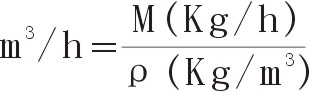 m³/h = M(Kg/h) / ρ (Kg/m³)